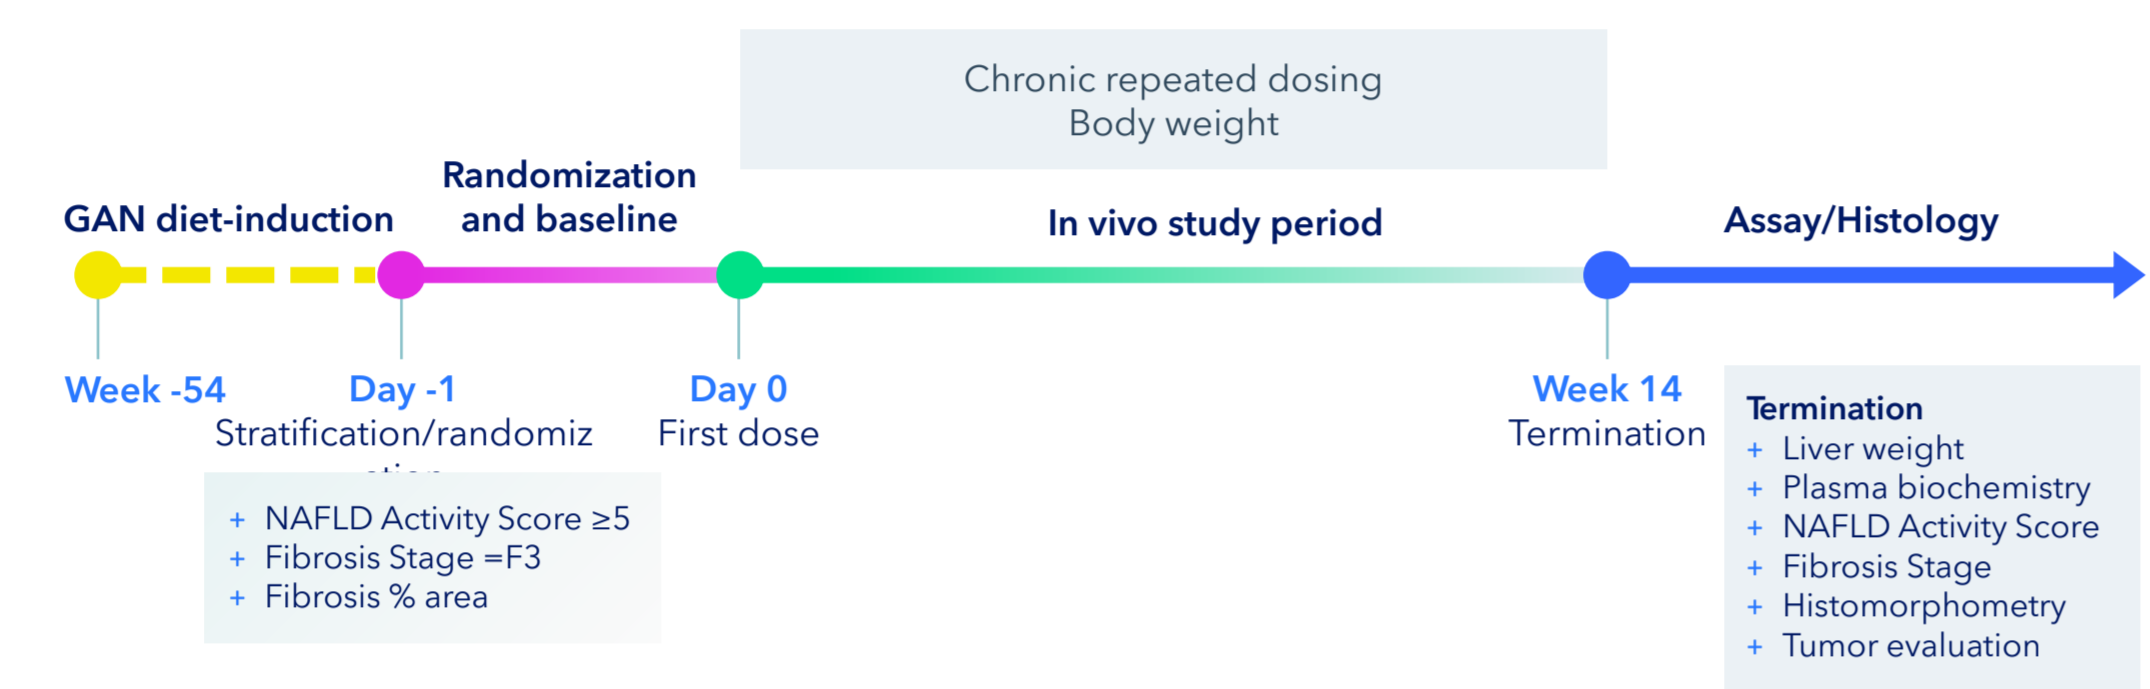 Chronic repeated dosing
Body weight
Randomization
and baseline
GAN diet-induction
In vivo study period
Assay/Histology
Week -54
Day -1
Stratification/randomiz
Day 0
First dose
Week 14
Termination
NAFLD Activity Score ≥5
Fibrosis Stage =F3
Fibrosis % area
Termination
+ Liver weight
+ Plasma biochemistry
+ NAFLD Activity Score
+ Fibrosis Stage
+ Histomorphometry
+ Tumor evaluation